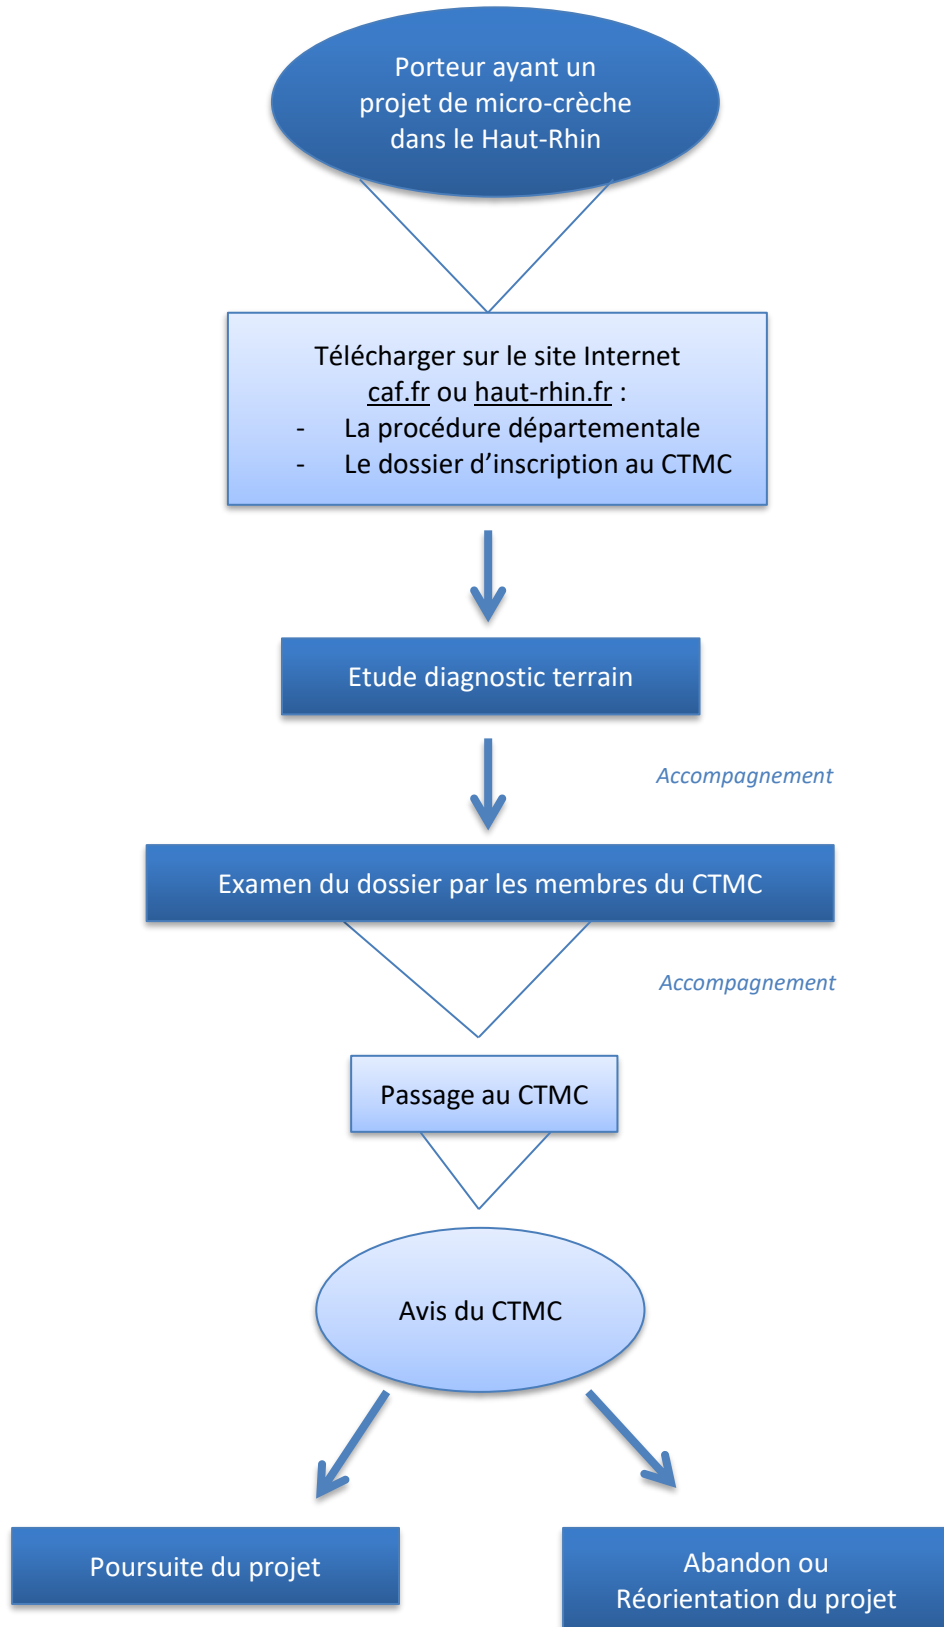 Porteur ayant un
projet de micro-crèche
dans le Haut-Rhin
Télécharger sur le site Internet
caf.fr ou haut-rhin.fr :
- La procédure départementale
- Le dossier d’inscription au CTMC
Etude diagnostic terrain
Accompagnement
Examen du dossier par les membres du CTMC
Accompagnement
Passage au CTMC
Avis du CTMC
Poursuite du projet
Abandon ou
Réorientation du projet